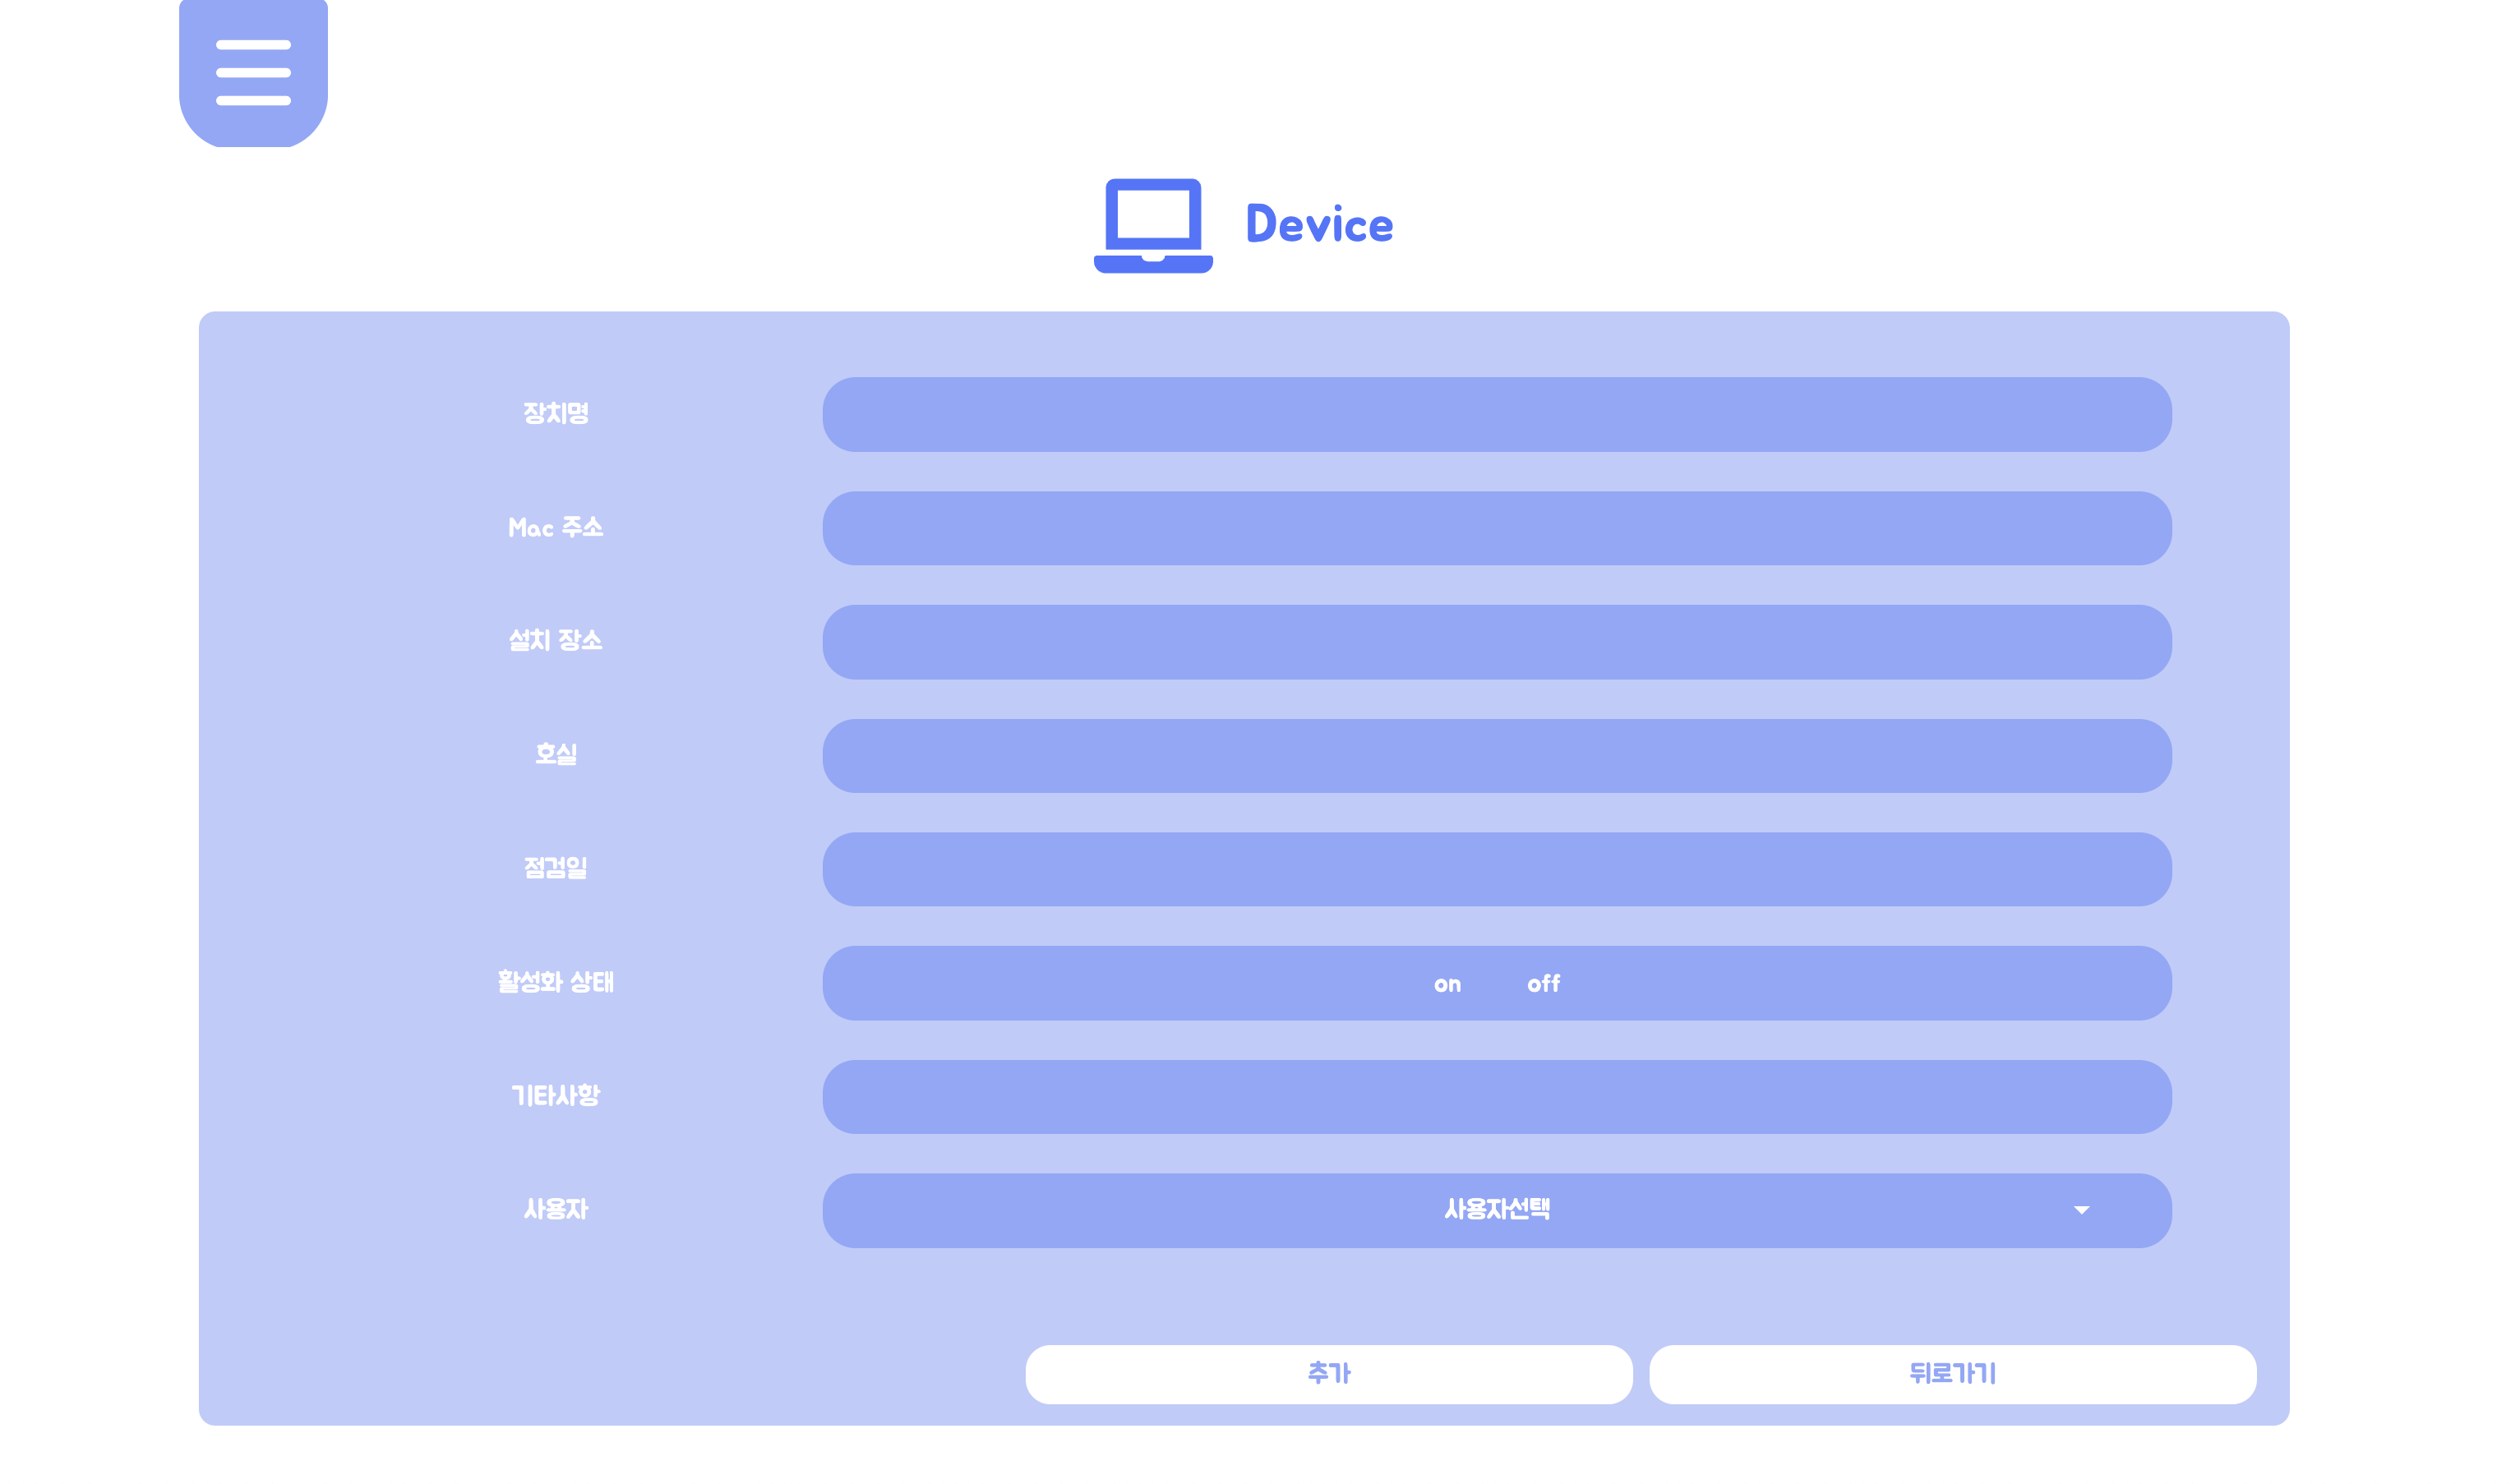 Device
장치명
Mac 주소
설치 장소
호실
점검일
활성화 상태
on off
기타사항
사용자
사용자선택
추가
뒤로가기